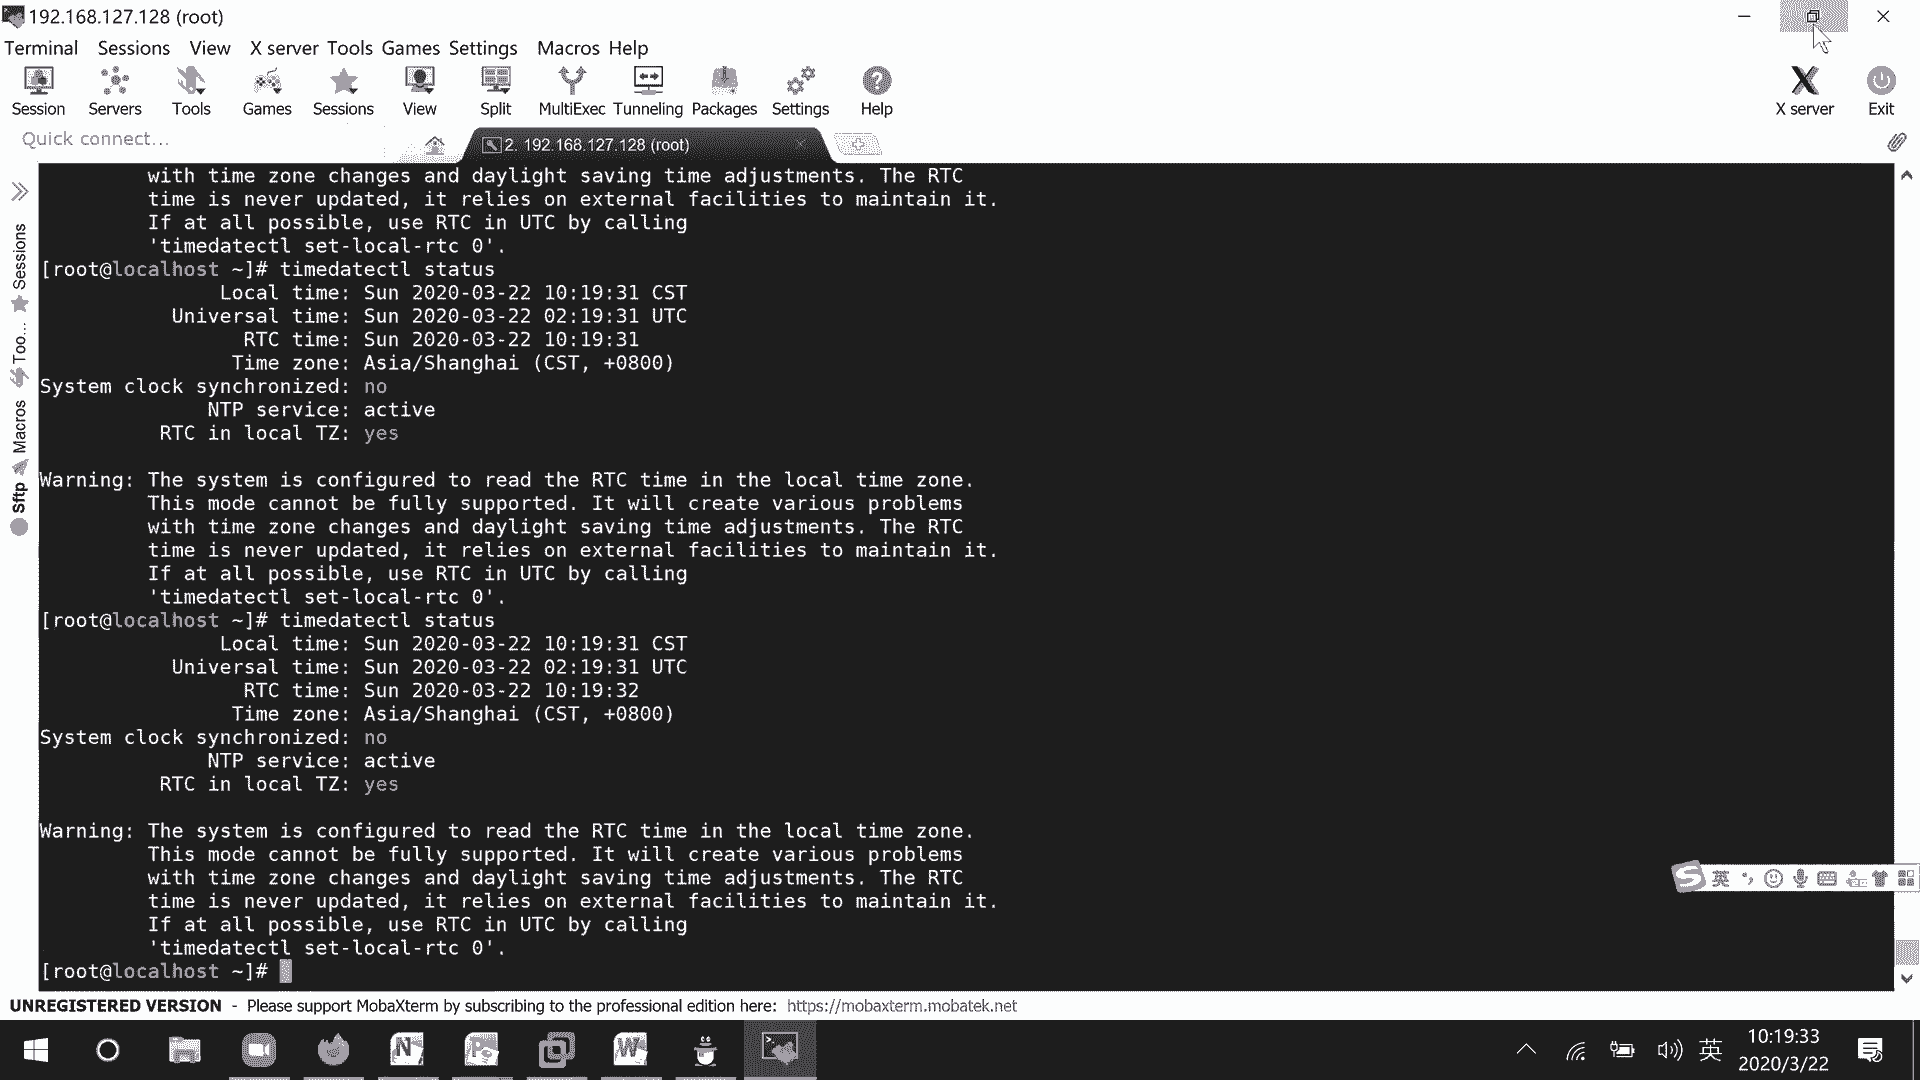 192.168.127.128 (root)
Terminal Sessions View X server Tools Games Settings Macros Help
Session Servers Tools Games Sessions View Split MultiExec Tunneling Packages Settings Help X server Exit
Quick connect...
2. 192.168.127.128 (root)
Sessions
Too...
Macros
Sftp
with time zone changes and daylight saving time adjustments. The RTC
time is never updated, it relies on external facilities to maintain it.
If at all possible, use RTC in UTC by calling
'timedatectl set-local-rtc 0'.
[root@localhost ~]# timedatectl status
Local time: Sun 2020-03-22 10:19:31 CST
Universal time: Sun 2020-03-22 02:19:31 UTC
RTC time: Sun 2020-03-22 10:19:31
Time zone: Asia/Shanghai (CST, +0800)
System clock synchronized: no
NTP service: active
RTC in local TZ: yes
Warning: The system is configured to read the RTC time in the local time zone.
This mode cannot be fully supported. It will create various problems
with time zone changes and daylight saving time adjustments. The RTC
time is never updated, it relies on external facilities to maintain it.
If at all possible, use RTC in UTC by calling
'timedatectl set-local-rtc 0'.
[root@localhost ~]# timedatectl status
Local time: Sun 2020-03-22 10:19:31 CST
Universal time: Sun 2020-03-22 02:19:31 UTC
RTC time: Sun 2020-03-22 10:19:32
Time zone: Asia/Shanghai (CST, +0800)
System clock synchronized: no
NTP service: active
RTC in local TZ: yes
Warning: The system is configured to read the RTC time in the local time zone.
This mode cannot be fully supported. It will create various problems
with time zone changes and daylight saving time adjustments. The RTC
time is never updated, it relies on external facilities to maintain it.
If at all possible, use RTC in UTC by calling
'timedatectl set-local-rtc 0'.
[root@localhost ~]#
英
UNREGISTERED VERSION - Please support MobaXterm by subscribing to the professional edition here: https://mobaxterm.mobatek.net
英
10:19:33
2020/3/22